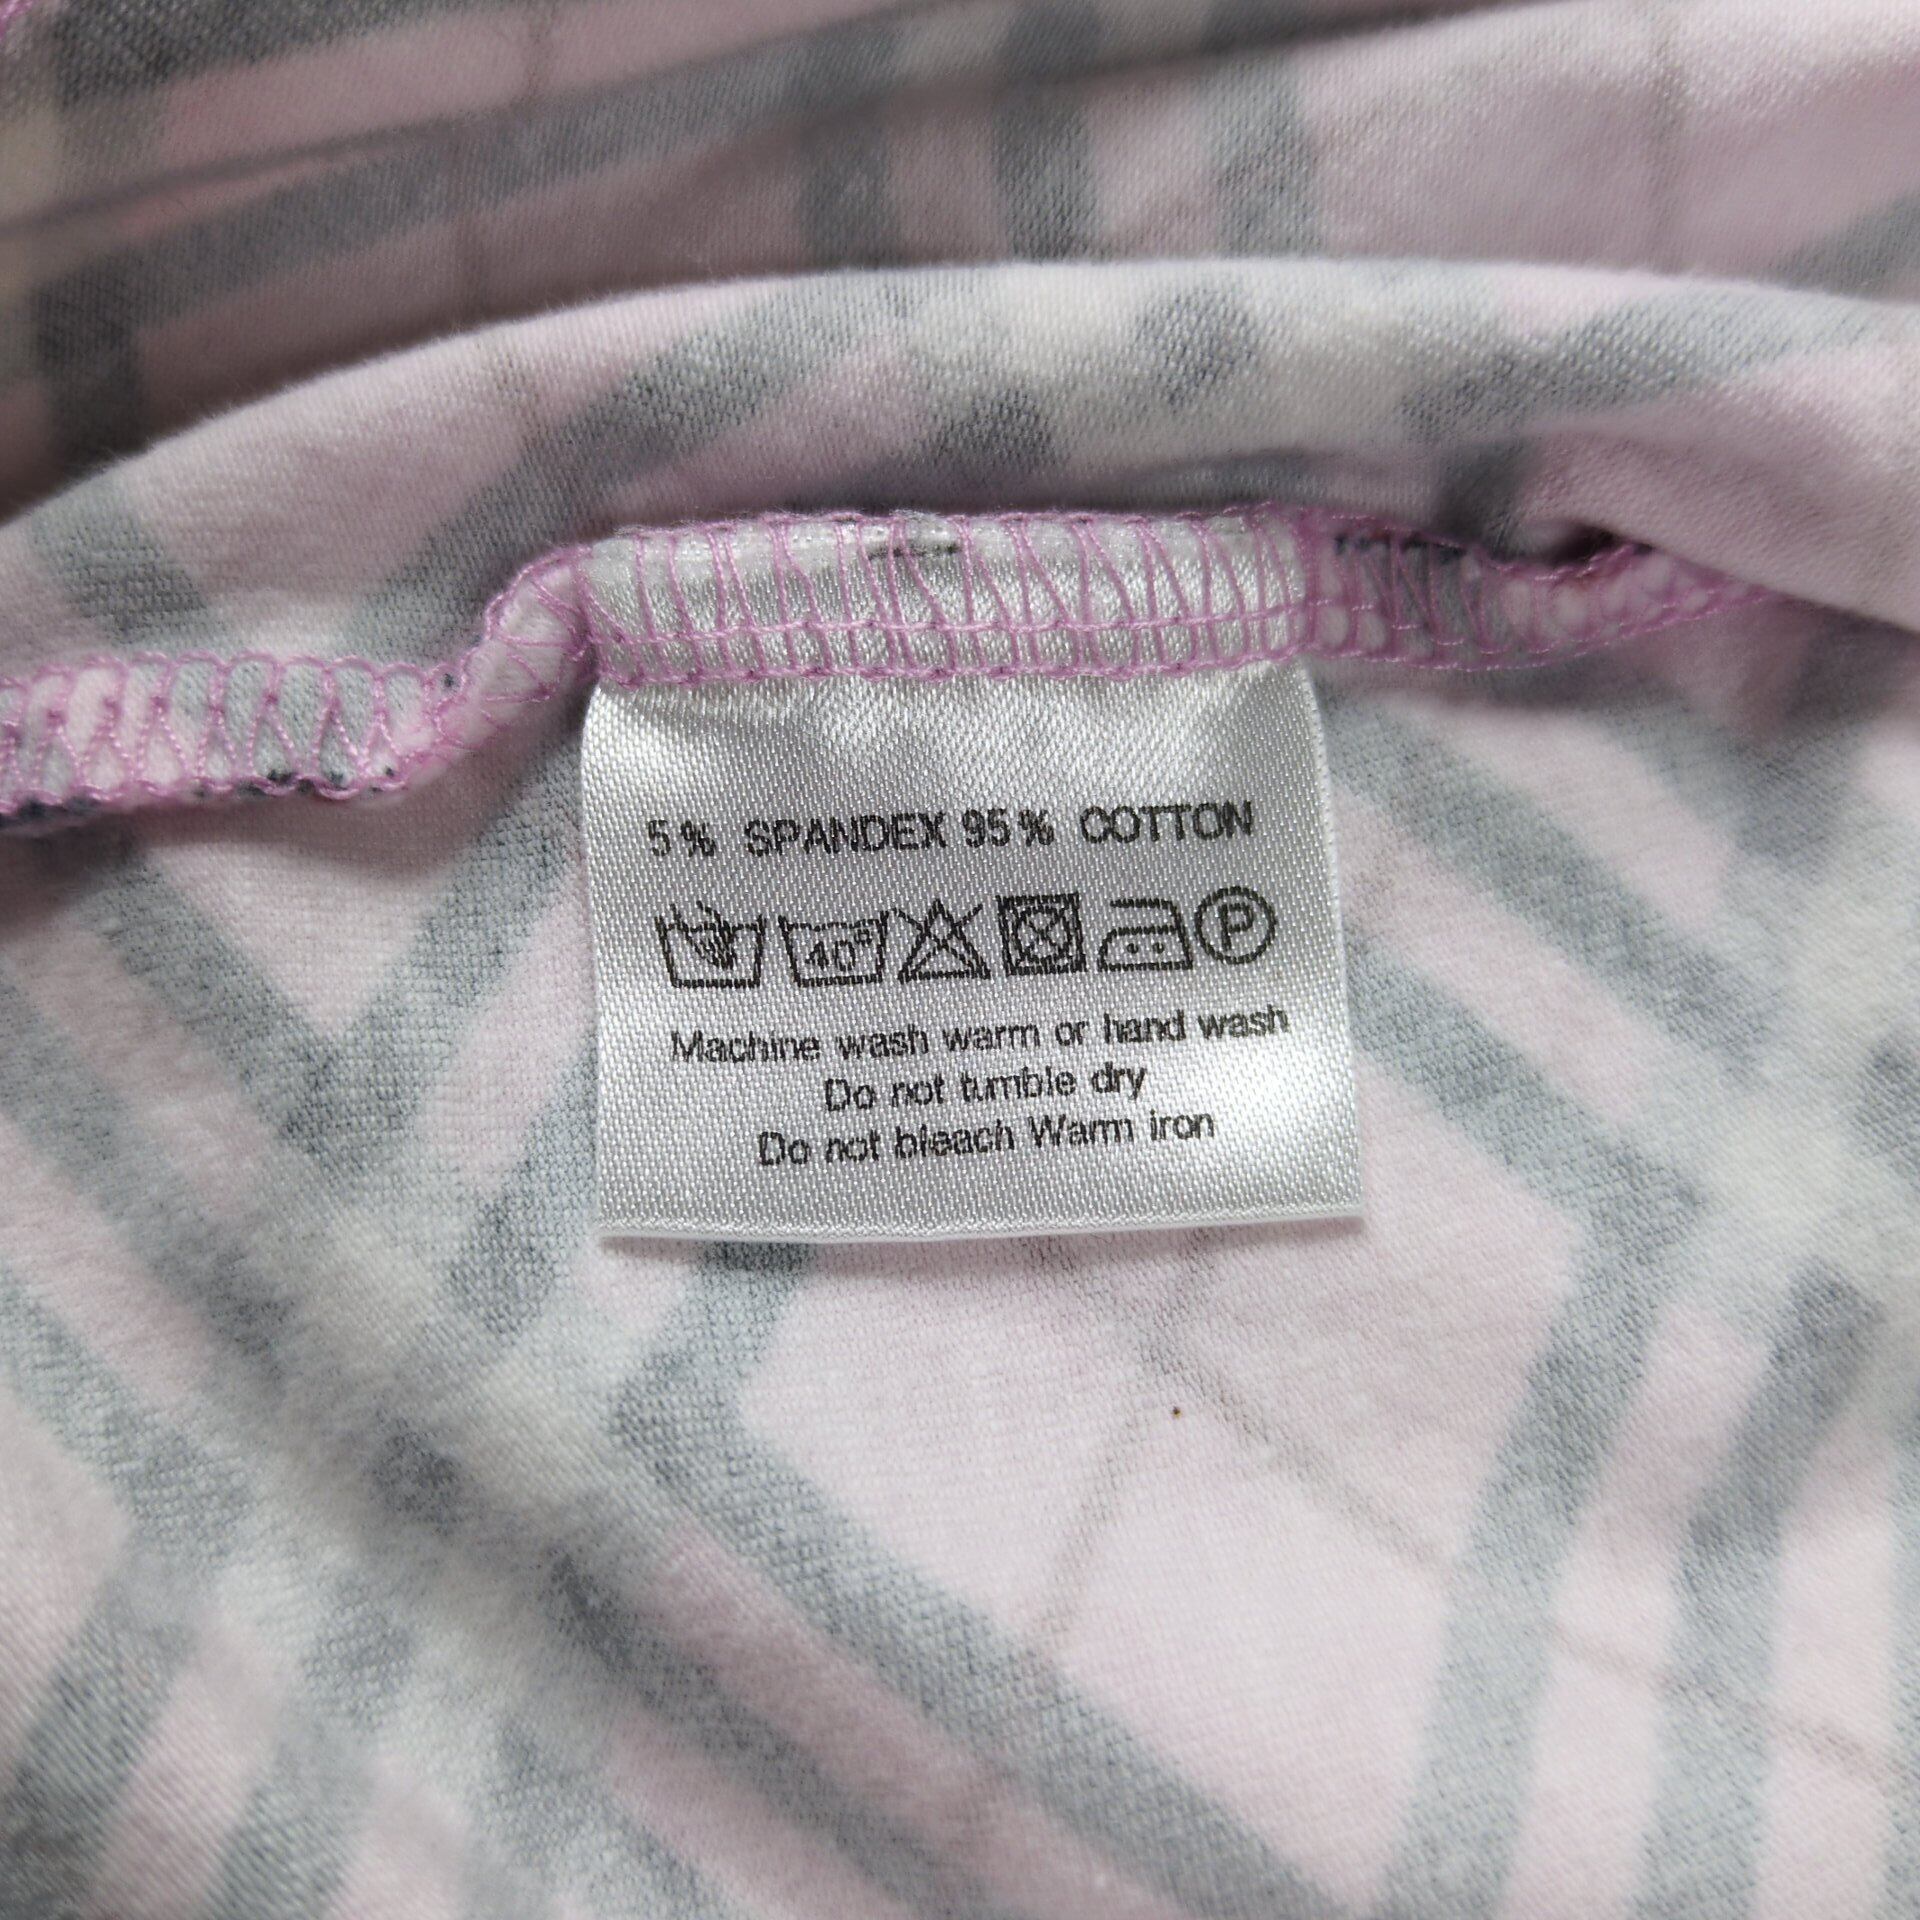 5% SPANDEX 95% COTTON
40° P
Machine wash warm or hand wash
Do not tumble dry
Do not bleach Warm iron